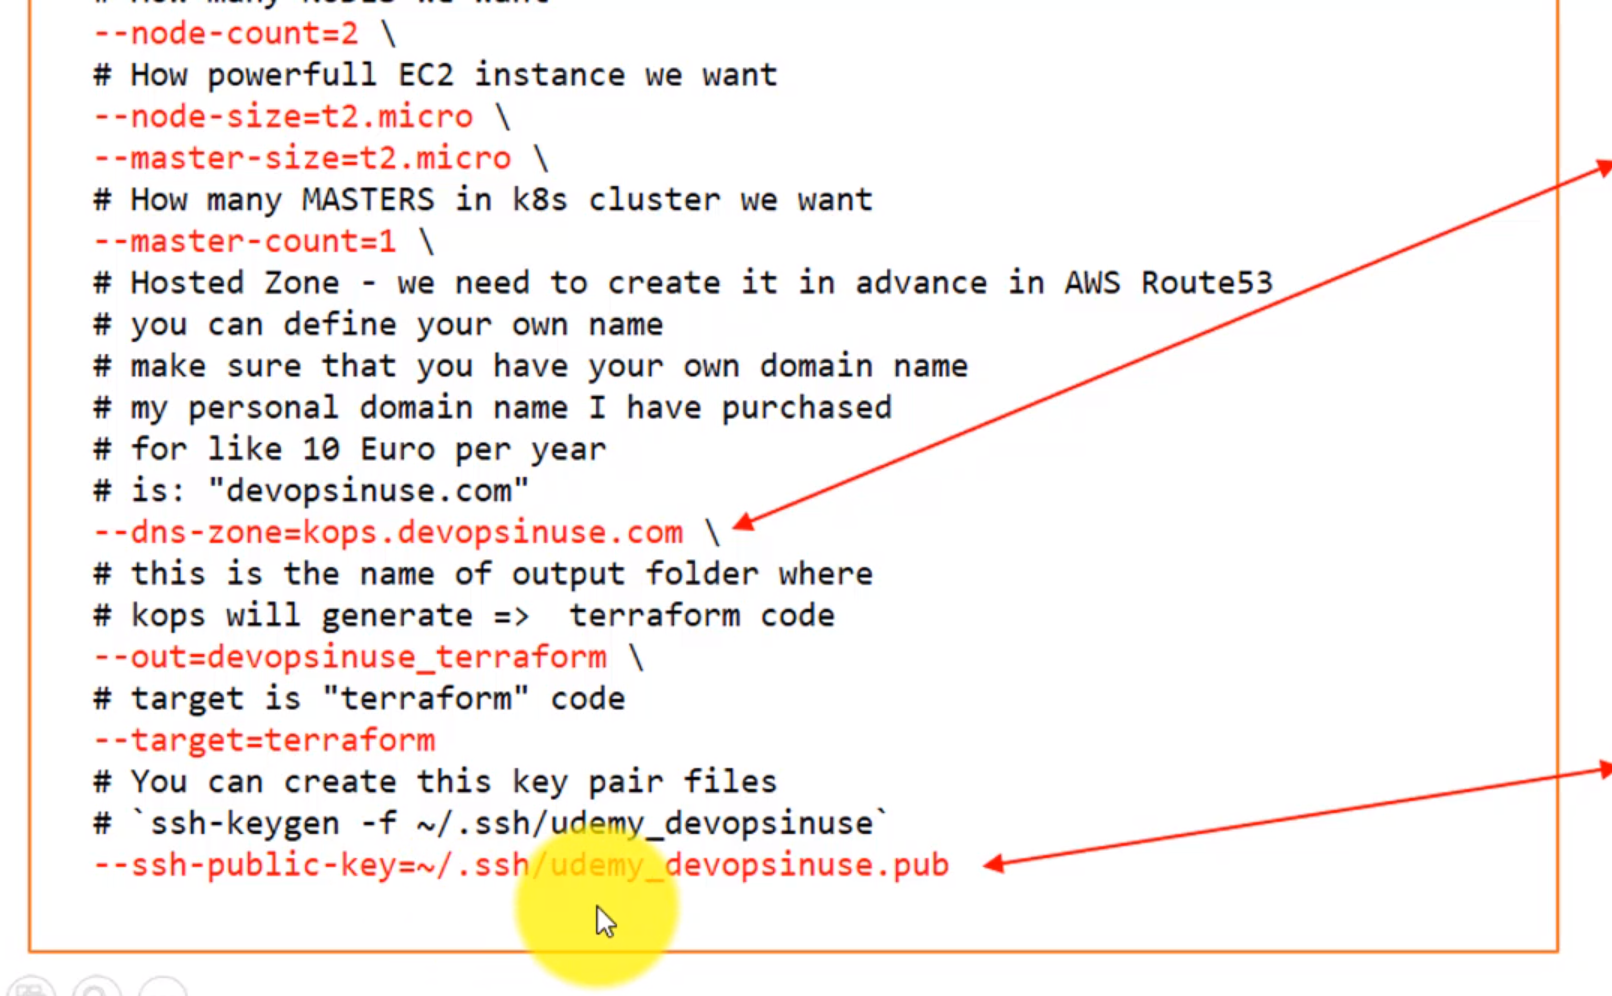 # How many NODES we want
--node-count=2 \
# How powerfull EC2 instance we want
--node-size=t2.micro \
--master-size=t2.micro \
# How many MASTERS in k8s cluster we want
--master-count=1 \
# Hosted Zone - we need to create it in advance in AWS Route53
# you can define your own name
# make sure that you have your own domain name
# my personal domain name I have purchased
# for like 10 Euro per year
# is: "devopsinuse.com"
--dns-zone=kops.devopsinuse.com \
# this is the name of output folder where
# kops will generate =>  terraform code
--out=devopsinuse_terraform \
# target is "terraform" code
--target=terraform
# You can create this key pair files
# `ssh-keygen -f ~/.ssh/udemy_devopsinuse`
--ssh-public-key=~/.ssh/udemy_devopsinuse.pub